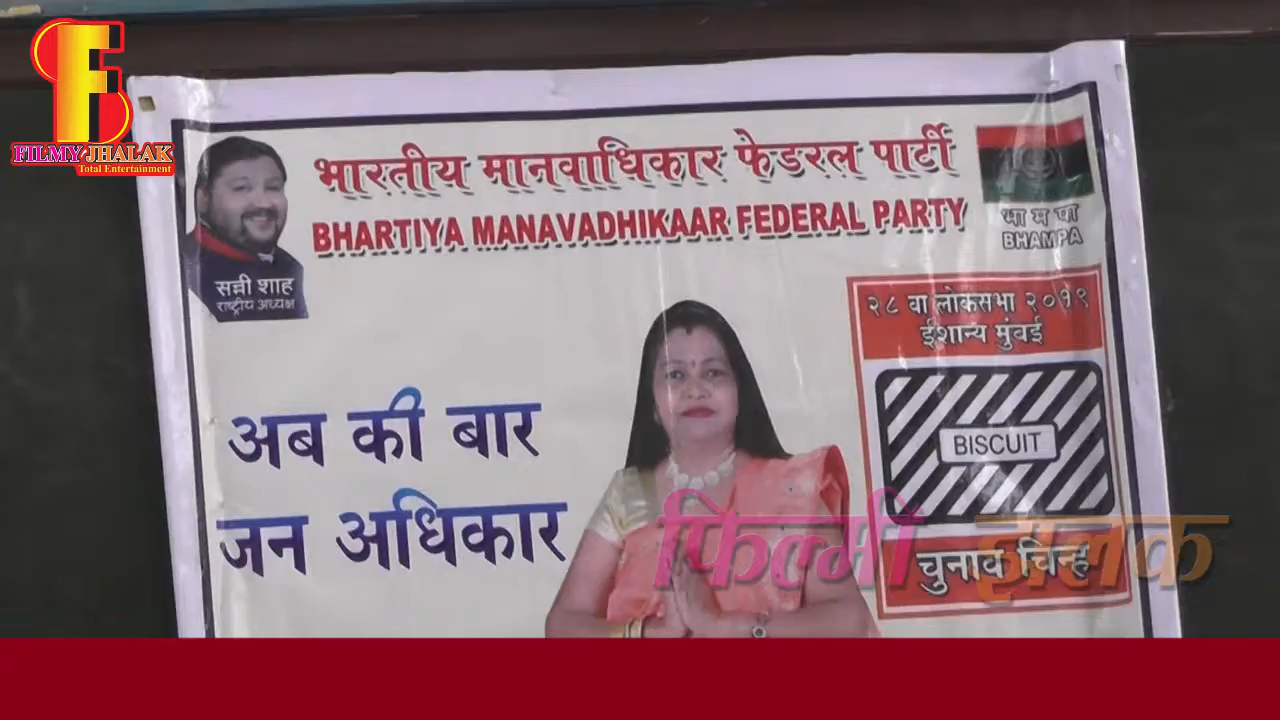 FILMY JHALAK
Total Entertainment
भारतीय मानवाधिकार फेडरल पार्टी
BHARTIYA MANAVADHIKAAR FEDERAL PARTY
भा म पा
BHAMPA
सन्नी शाह
राष्ट्रीय अध्यक्ष
२८ वा लोकसभा २०१९
ईशान्य मुंबई
BISCUIT
चुनाव चिन्ह
अब की बार
जन अधिकार
फिल्मी झलक